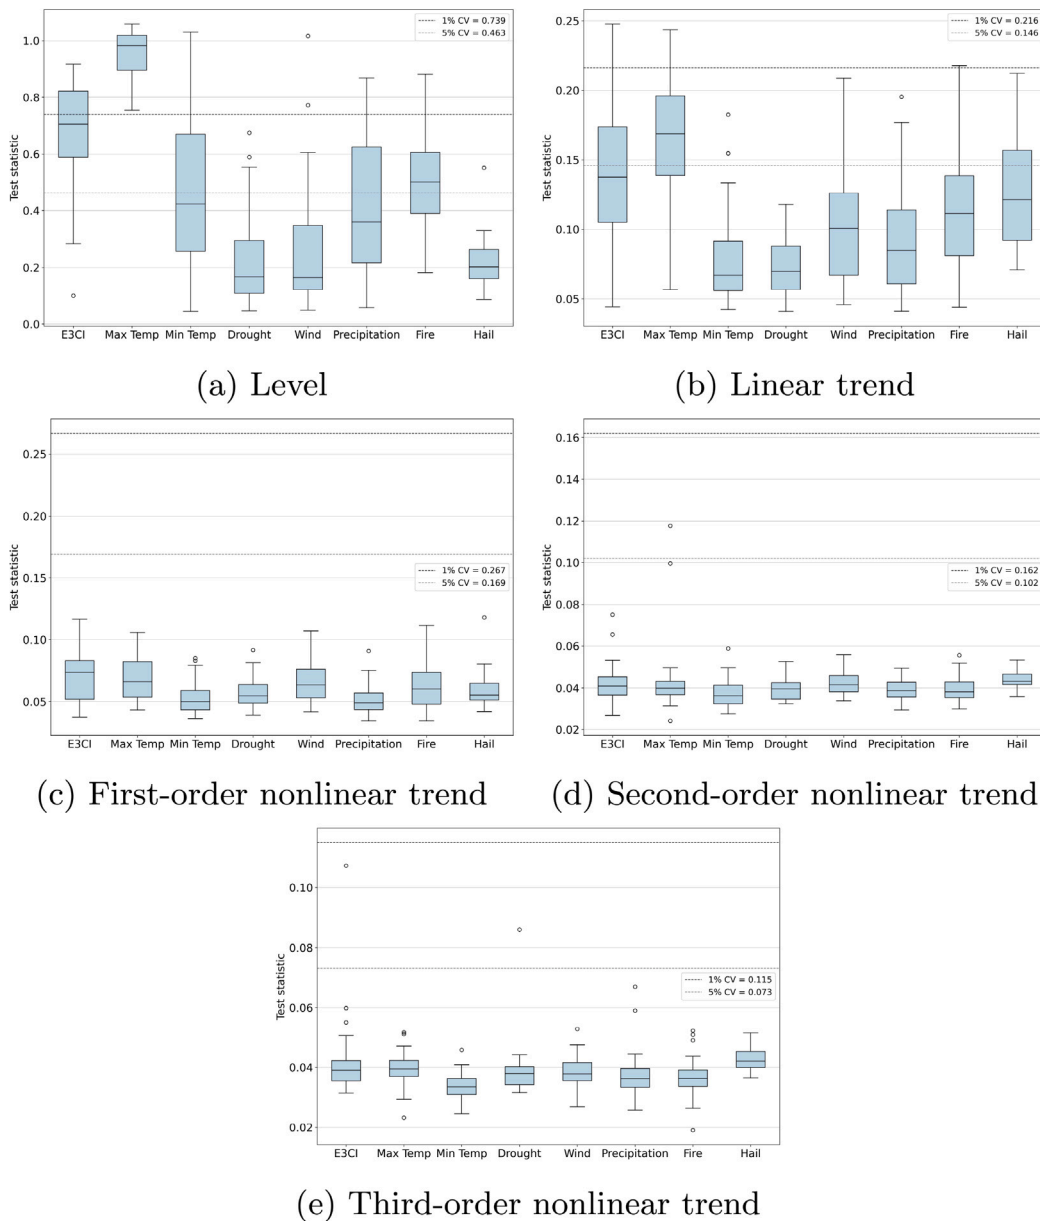 1% CV = 0.739
5% CV = 0.463
1.0
0.8
0.6
0.4
0.2
0.0
Test statistic
E3CI Max Temp Min Temp Drought Wind Precipitation Fire Hail
(a) Level
1% CV = 0.216
5% CV = 0.146
0.25
0.20
0.15
0.10
0.05
Test statistic
E3CI Max Temp Min Temp Drought Wind Precipitation Fire Hail
(b) Linear trend
0.25
0.20
0.15
0.10
0.05
Test statistic
1% CV = 0.267
5% CV = 0.169
E3CI Max Temp Min Temp Drought Wind Precipitation Fire Hail
(c) First-order nonlinear trend
0.16
0.14
0.12
0.10
0.08
0.06
0.04
0.02
Test statistic
1% CV = 0.162
5% CV = 0.102
E3CI Max Temp Min Temp Drought Wind Precipitation Fire Hail
(d) Second-order nonlinear trend
0.10
0.08
0.06
0.04
0.02
Test statistic
1% CV = 0.115
5% CV = 0.073
E3CI Max Temp Min Temp Drought Wind Precipitation Fire Hail
(e) Third-order nonlinear trend